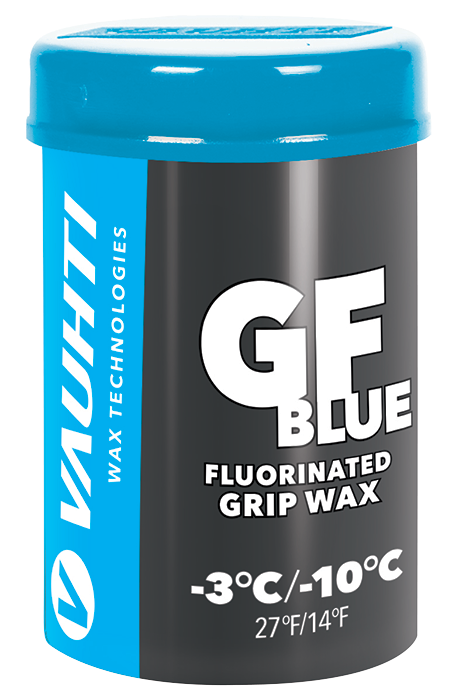 VAUHTI
WAX TECHNOLOGIES
GF
BLUE
FLUORINATED
GRIP WAX
-3°C/-10°C
27°F/14°F